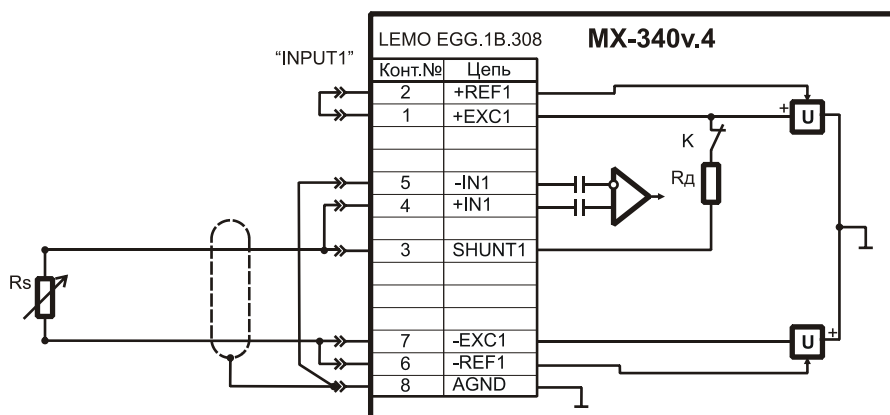 LEMO EGG.1B.308
MX-340v.4
“INPUT1”
Конт.№ Цепь
2 +REF1
1 +EXC1
+
U
K
5 -IN1
Rд
4 +IN1
3 SHUNT1
Rs
7 -EXC1
+
U
6 -REF1
8 AGND